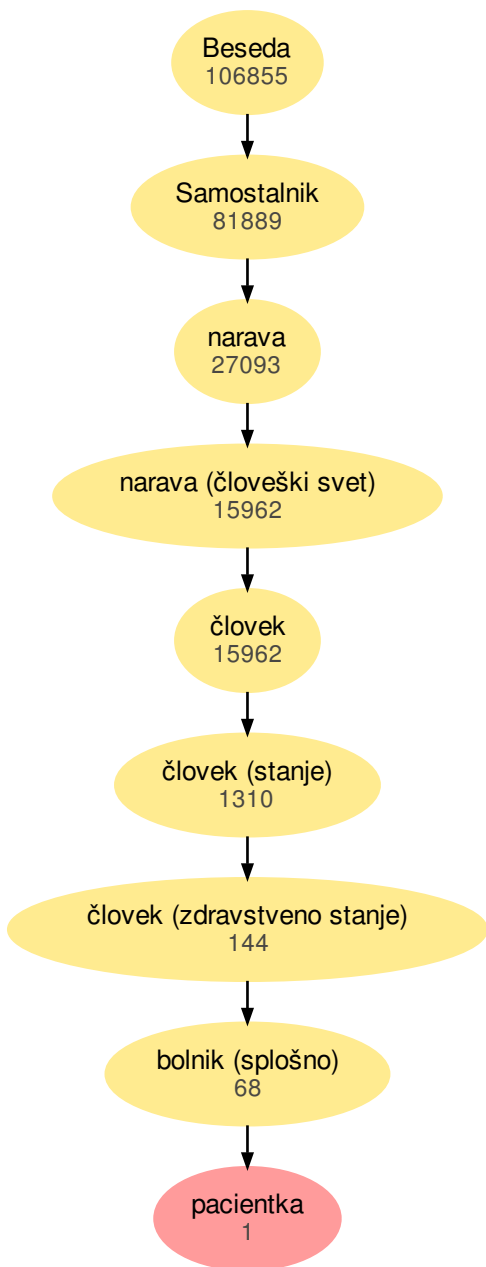 Beseda
106855
Samostalnik
81889
narava
27093
narava (človeški svet)
15962
človek
15962
človek (stanje)
1310
človek (zdravstveno stanje)
144
bolnik (splošno)
68
pacientka
1